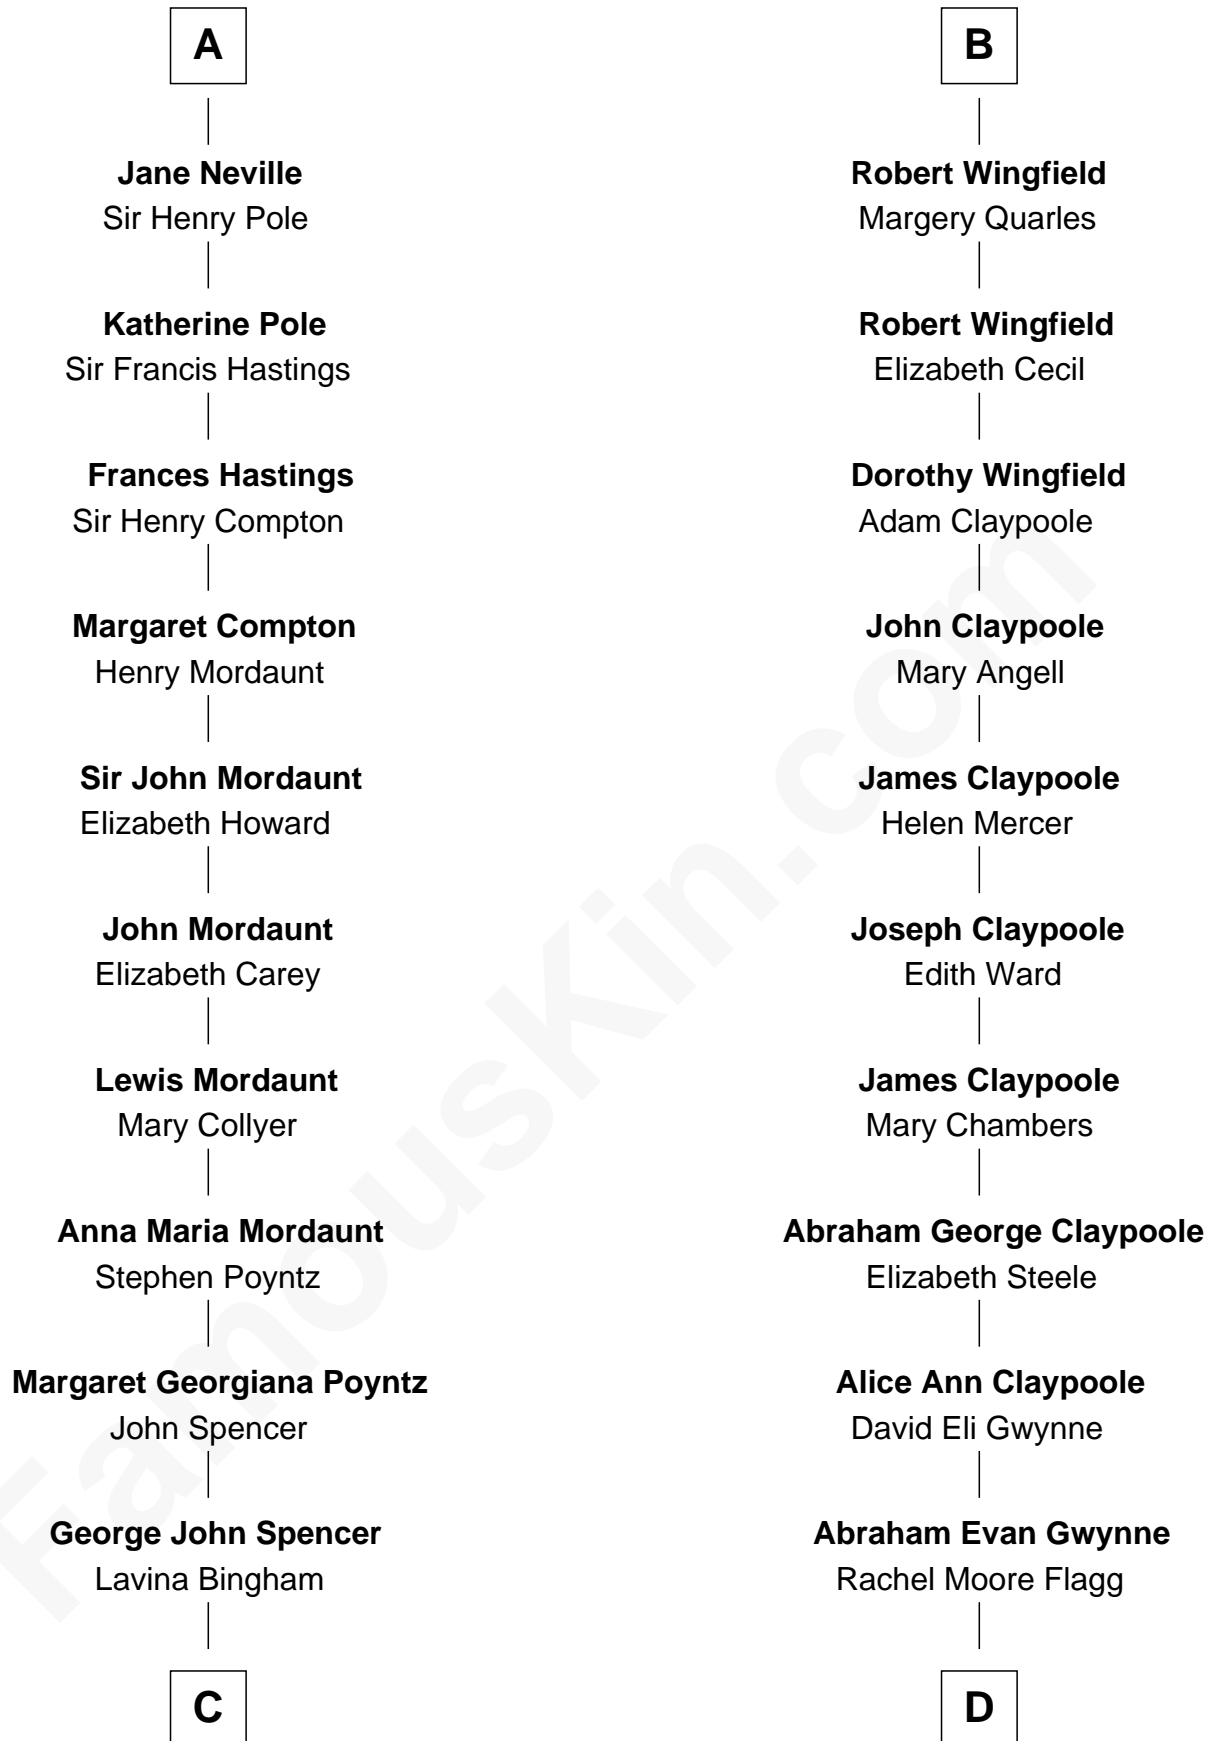 A
Jane Neville
Sir Henry Pole
Katherine Pole
Sir Francis Hastings
Frances Hastings
Sir Henry Compton
Margaret Compton
Henry Mordaunt
Sir John Mordaunt
Elizabeth Howard
John Mordaunt
Elizabeth Carey
Lewis Mordaunt
Mary Collyer
Anna Maria Mordaunt
Stephen Poyntz
Margaret Georgiana Poyntz
John Spencer
George John Spencer
Lavina Bingham
C
B
Robert Wingfield
Margery Quarles
Robert Wingfield
Elizabeth Cecil
Dorothy Wingfield
Adam Claypoole
John Claypoole
Mary Angell
James Claypoole
Helen Mercer
Joseph Claypoole
Edith Ward
James Claypoole
Mary Chambers
Abraham George Claypoole
Elizabeth Steele
Alice Ann Claypoole
David Eli Gwynne
Abraham Evan Gwynne
Rachel Moore Flagg
D
FamousKin.com